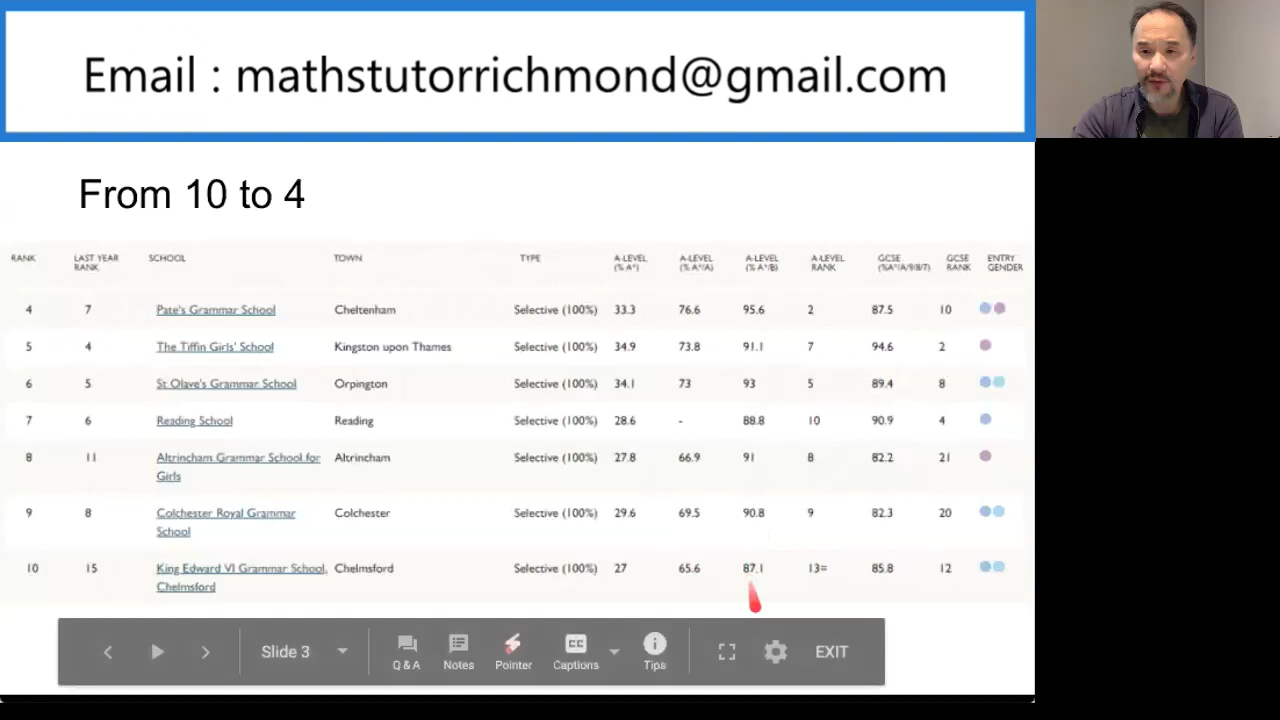 Email : mathstutorrichmond@gmail.com
From 10 to 4
RANK LAST YEAR RANK SCHOOL TOWN TYPE A-LEVEL (% A*) A-LEVEL (% A*/A) A-LEVEL (% A*/B) A-LEVEL RANK GCSE (%A*/A/9/8/7) GCSE RANK ENTRY GENDER
4 7 Pate's Grammar School Cheltenham Selective (100%) 33.3 76.6 95.6 2 87.5 10
5 4 The Tiffin Girls' School Kingston upon Thames Selective (100%) 34.9 73.8 91.1 7 94.6 2
6 5 St Olave's Grammar School Orpington Selective (100%) 34.1 73 93 5 89.4 8
7 6 Reading School Reading Selective (100%) 28.6 - 88.8 10 90.9 4
8 11 Altrincham Grammar School for Girls Altrincham Selective (100%) 27.8 66.9 91 8 82.2 21
9 8 Colchester Royal Grammar School Colchester Selective (100%) 29.6 69.5 90.8 9 82.3 20
10 15 King Edward VI Grammar School, Chelmsford Chelmsford Selective (100%) 27 65.6 87.1 13= 85.8 12
Slide 3 Q & A Notes Pointer CC Captions Tips EXIT